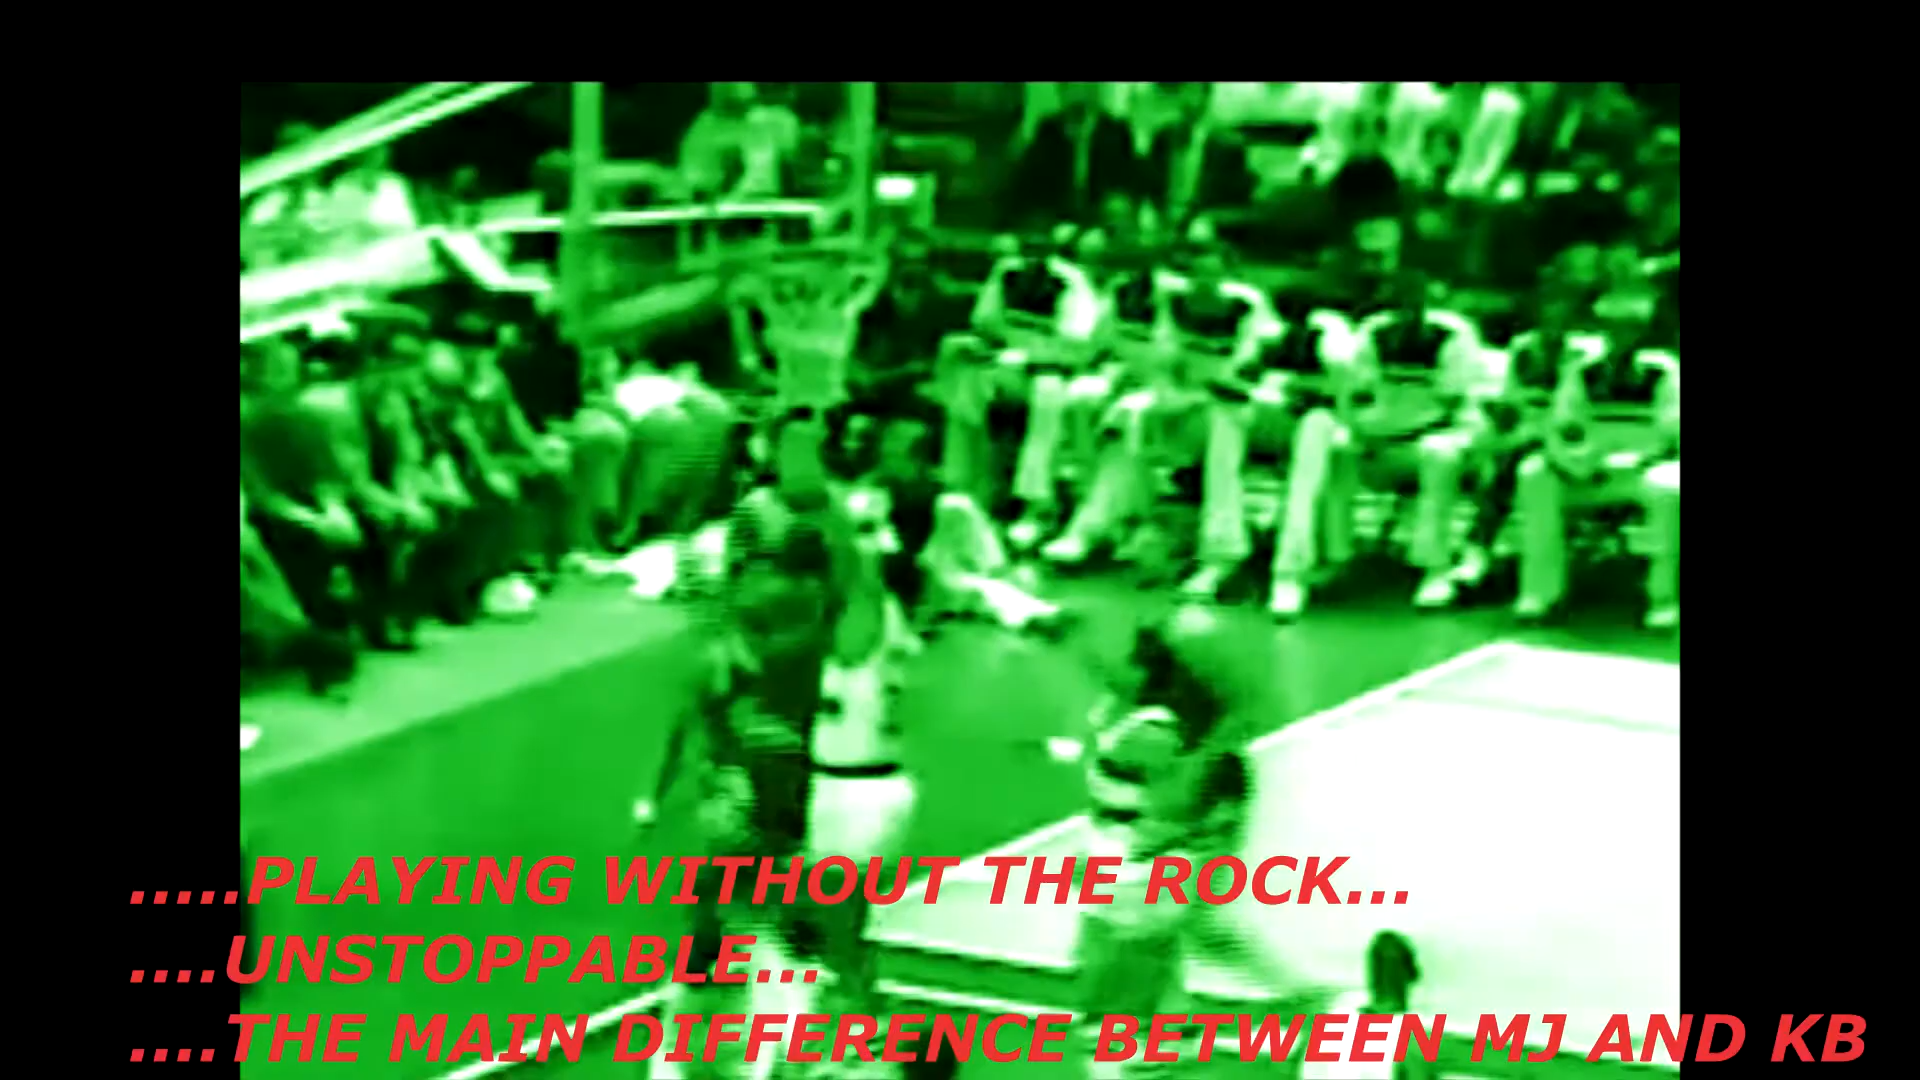 .....PLAYING WITHOUT THE ROCK...
....UNSTOPPABLE...
....THE MAIN DIFFERENCE BETWEEN MJ AND KB